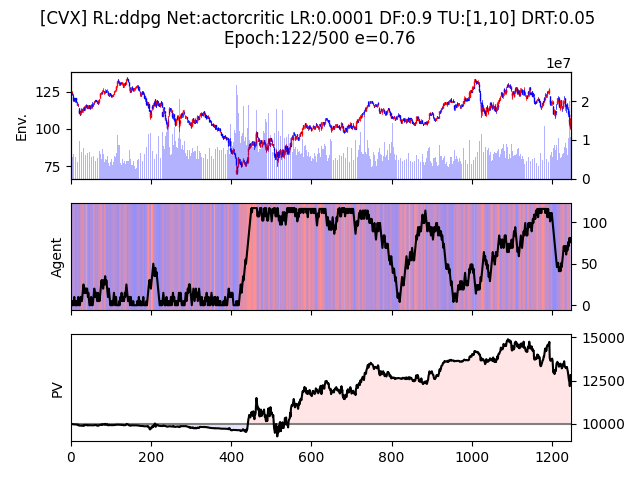 [CVX] RL:ddpg Net:actorcritic LR:0.0001 DF:0.9 TU:[1,10] DRT:0.05
Epoch:122/500 e=0.76
1e7
125
100
75
Env.
2
1
0
Agent
100
50
0
PV
15000
12500
10000
0 200 400 600 800 1000 1200